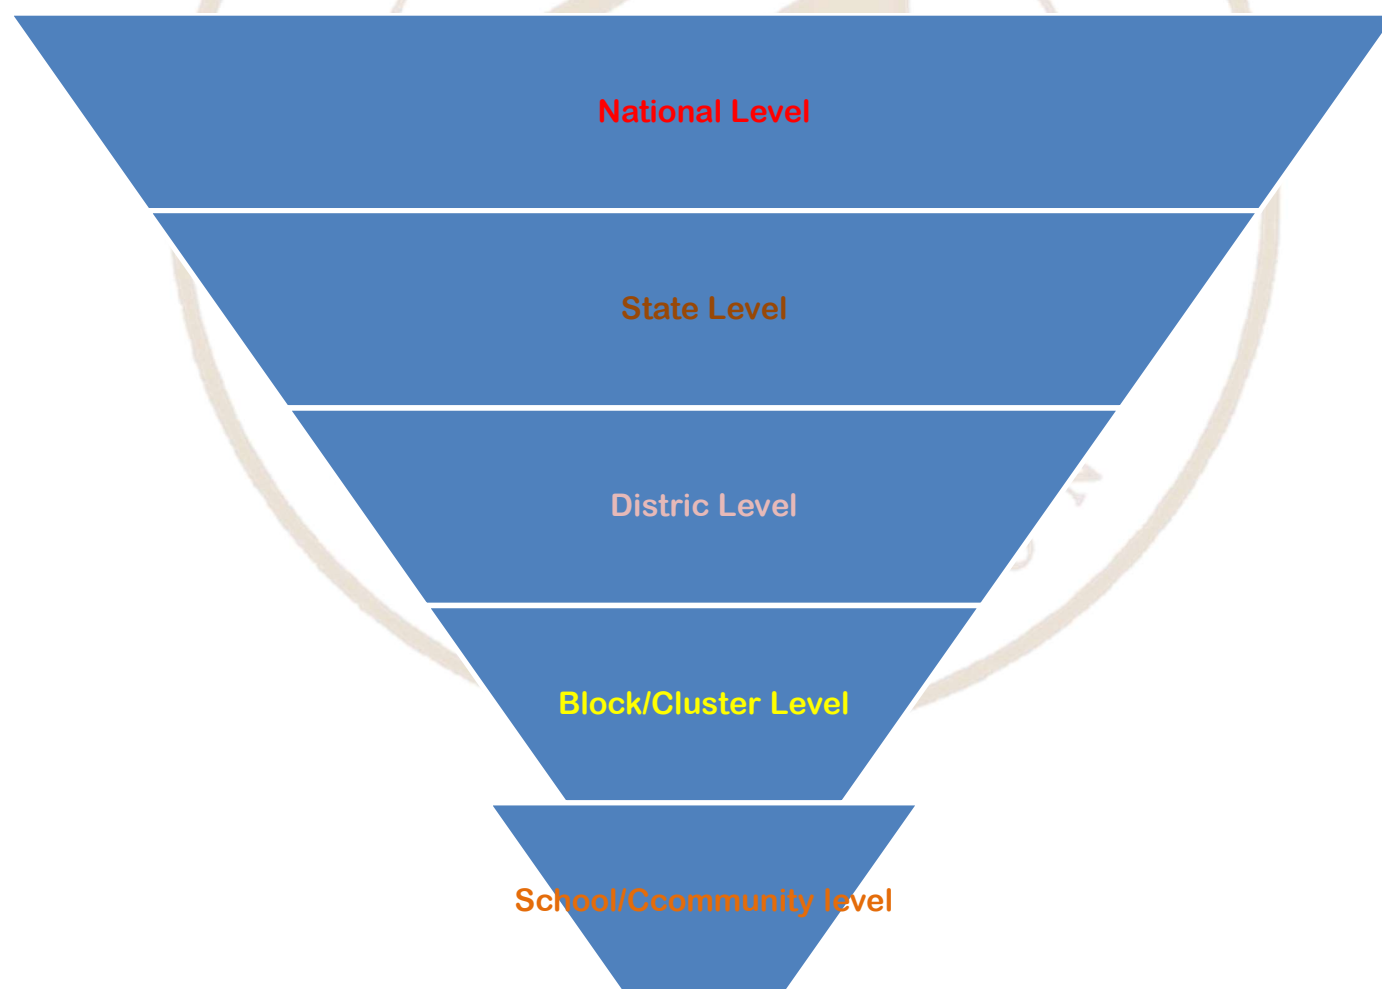 National Level
State Level
Distric Level
Block/Cluster Level
School/Ccommunity level